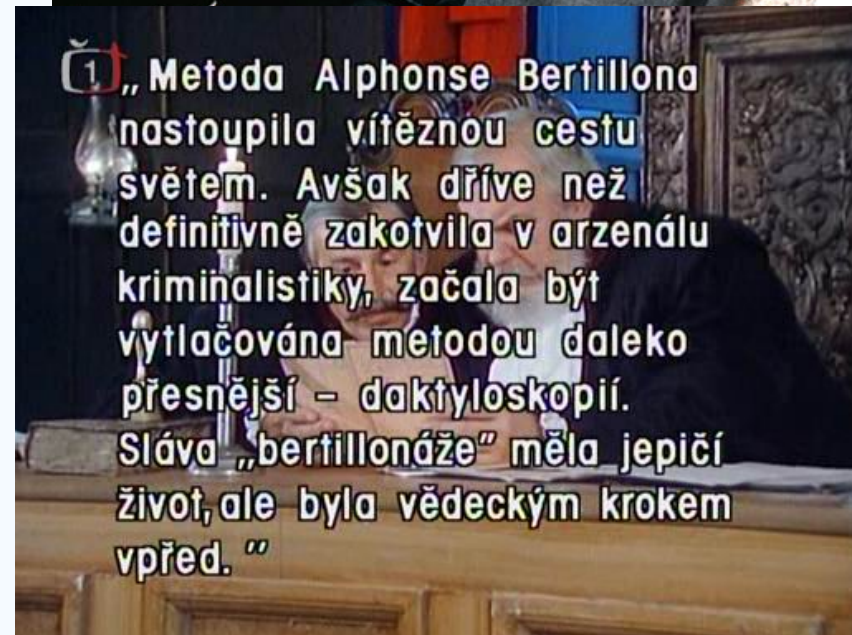 1
„Metoda Alphonse Bertillona
nastoupila vítěznou cestu
světem. Avšak dříve než
definitivně zakotvila v arzenálu
kriminalistiky, začala být
vytlačována metodou daleko
přesnější – daktyloskopií.
Sláva „bertillonáže” měla jepičí
život, ale byla vědeckým krokem
vpřed.”